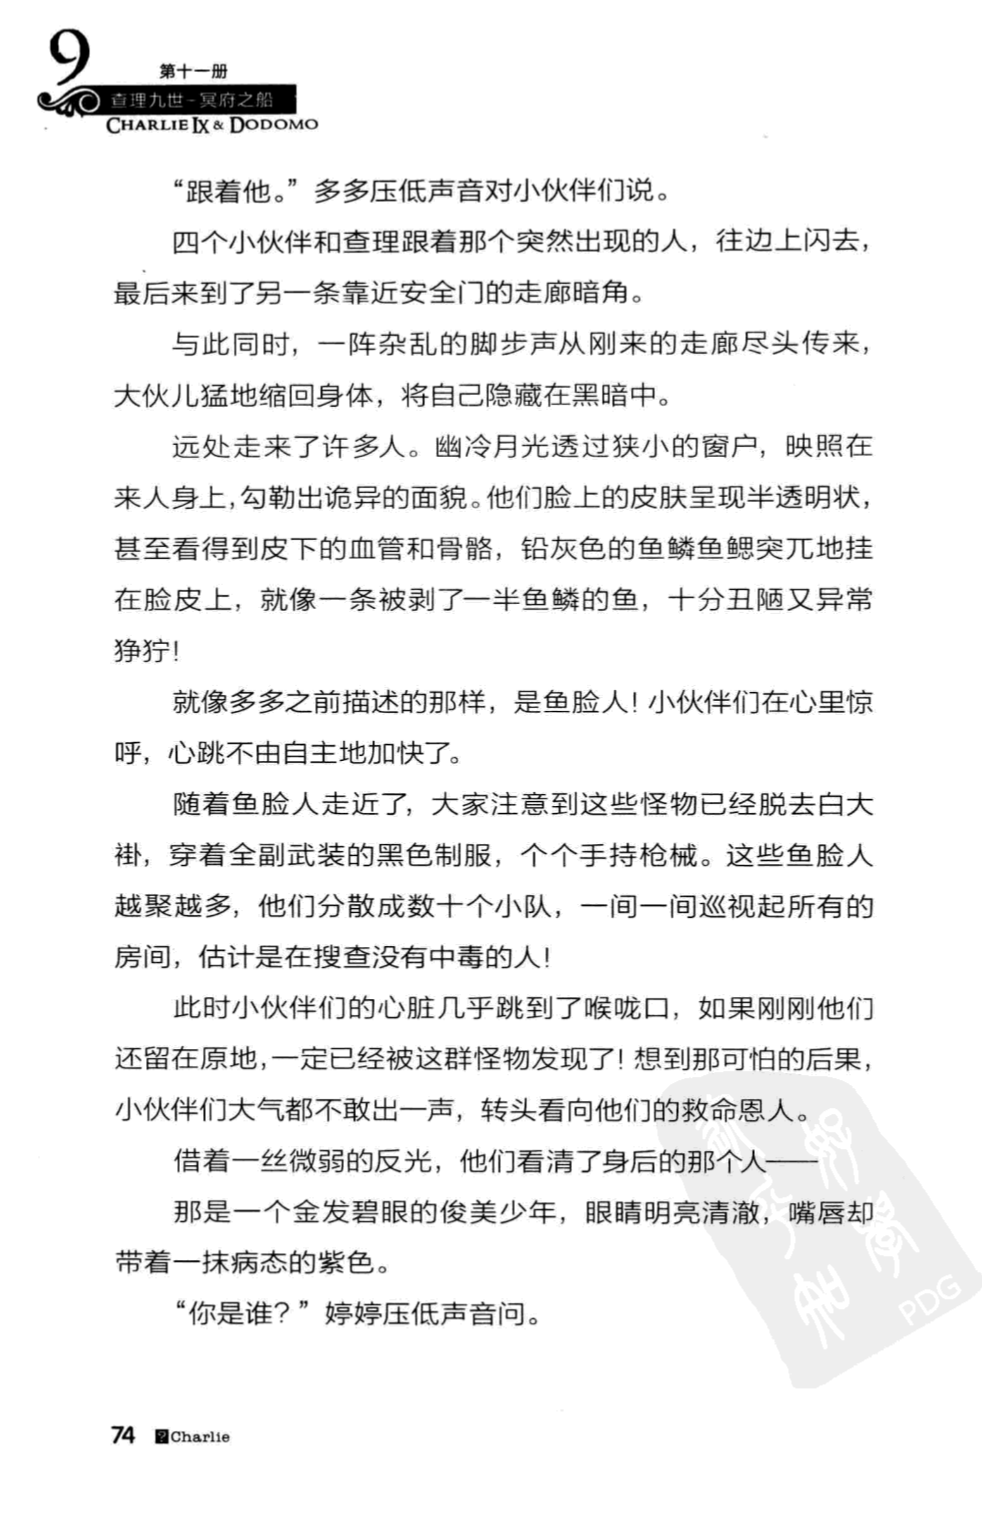 9
第十一册
查理九世-冥府之船
CHARLIE IX & DODOMO
“跟着他。”多多压低声音对小伙伴们说。
四个小伙伴和查理跟着那个突然出现的人，往边上闪去，
最后来到了另一条靠近安全门的走廊暗角。
与此同时，一阵杂乱的脚步声从刚来的走廊尽头传来，
大伙儿猛地缩回身体，将自己隐藏在黑暗中。
远处走来了许多人。幽冷月光透过狭小的窗户，映照在
来人身上，勾勒出诡异的面貌。他们脸上的皮肤呈现半透明状，
甚至看得到皮下的血管和骨骼，铅灰色的鱼鳞鱼鳃突兀地挂
在脸皮上，就像一条被剥了一半鱼鳞的鱼，十分丑陋又异常
狰狞！
就像多多之前描述的那样，是鱼脸人！小伙伴们在心里惊
呼，心跳不由自主地加快了。
随着鱼脸人走近了，大家注意到这些怪物已经脱去白大
褂，穿着全副武装的黑色制服，个个手持枪械。这些鱼脸人
越聚越多，他们分散成数十个小队，一间一间巡视起所有的
房间，估计是在搜查没有中毒的人！
此时小伙伴们的心脏几乎跳到了喉咙口，如果刚刚他们
还留在原地，一定已经被这群怪物发现了！想到那可怕的后果，
小伙伴们大气都不敢出一声，转头看向他们的救命恩人。
借着一丝微弱的反光，他们看清了身后的那个人——
那是一个金发碧眼的俊美少年，眼睛明亮清澈，嘴唇却
带着一抹病态的紫色。
“你是谁？”婷婷压低声音问。
PDG
74 ?Charlie